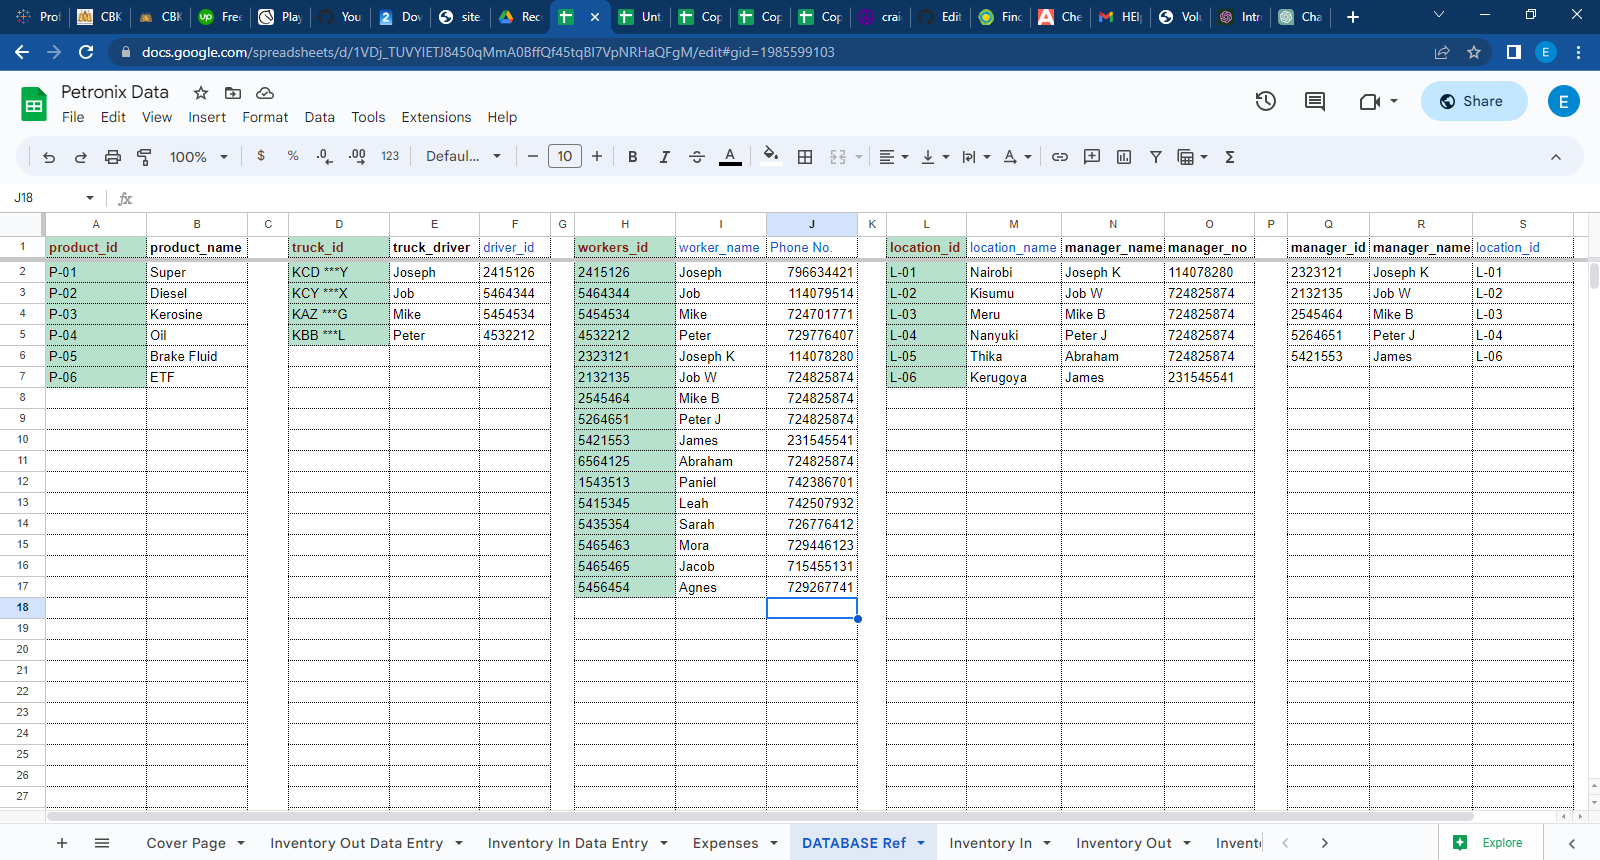 Prof CBK CBK Free Play You Dow site. Rec Unt Cop Cop Cop crai Edit Finc Che HEl Volu Intr Cha
docs.google.com/spreadsheets/d/1VDj_TUVYIETJ8450qMmA0BffQf45tqBI7VpNRHaQFgM/edit#gid=1985599103 E
Petronix Data
File Edit View Insert Format Data Tools Extensions Help
Share E
100% $ % .0 .00 123 Defaul... 10 B I A
J18 fx
A B C D E F G H I J K L M N O P Q R S
1 product_id product_name truck_id truck_driver driver_id workers_id worker_name Phone No. location_id location_name manager_name manager_no manager_id manager_name location_id
2 P-01 Super KCD ***Y Joseph 2415126 2415126 Joseph 796634421 L-01 Nairobi Joseph K 114078280 2323121 Joseph K L-01
3 P-02 Diesel KCY ***X Job 5464344 5464344 Job 114079514 L-02 Kisumu Job W 724825874 2132135 Job W L-02
4 P-03 Kerosine KAZ ***G Mike 5454534 5454534 Mike 724701771 L-03 Meru Mike B 724825874 2545464 Mike B L-03
5 P-04 Oil KBB ***L Peter 4532212 4532212 Peter 729776407 L-04 Nanyuki Peter J 724825874 5264651 Peter J L-04
6 P-05 Brake Fluid 2323121 Joseph K 114078280 L-05 Thika Abraham 724825874 5421553 James L-06
7 P-06 ETF 2132135 Job W 724825874 L-06 Kerugoya James 231545541
8 2545464 Mike B 724825874
9 5264651 Peter J 724825874
10 5421553 James 231545541
11 6564125 Abraham 724825874
12 1543513 Paniel 742386701
13 5415345 Leah 742507932
14 5435354 Sarah 726776412
15 5465463 Mora 729446123
16 5465465 Jacob 715455131
17 5456454 Agnes 729267741
18
19
20
21
22
23
24
25
26
27
Cover Page Inventory Out Data Entry Inventory In Data Entry Expenses DATABASE Ref Inventory In Inventory Out Invent Explore